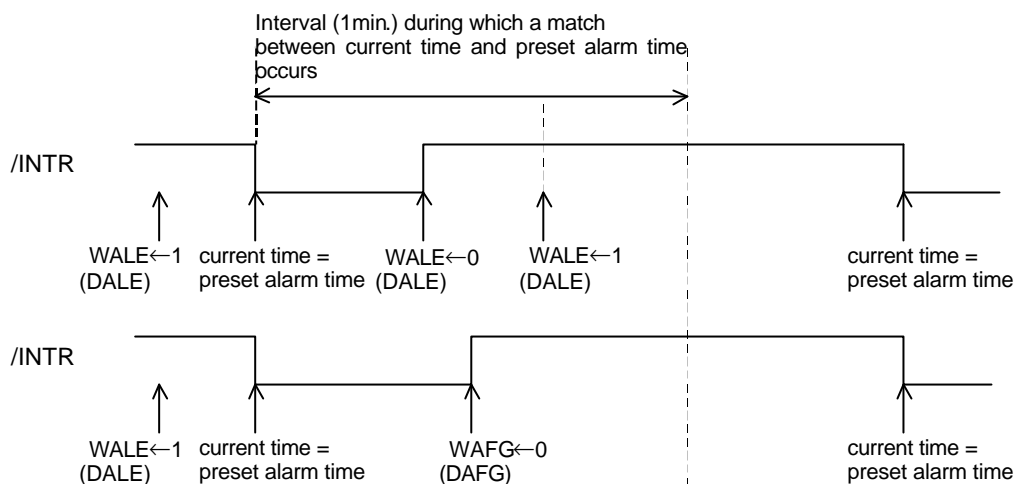 Interval (1min.) during which a match
between current time and preset alarm time
occurs
/INTR
WALE←1 current time = WALE←0 WALE←1 current time =
(DALE) preset alarm time (DALE) (DALE) preset alarm time
/INTR
WALE←1 current time = WAFG←0 current time =
(DALE) preset alarm time (DAFG) preset alarm time